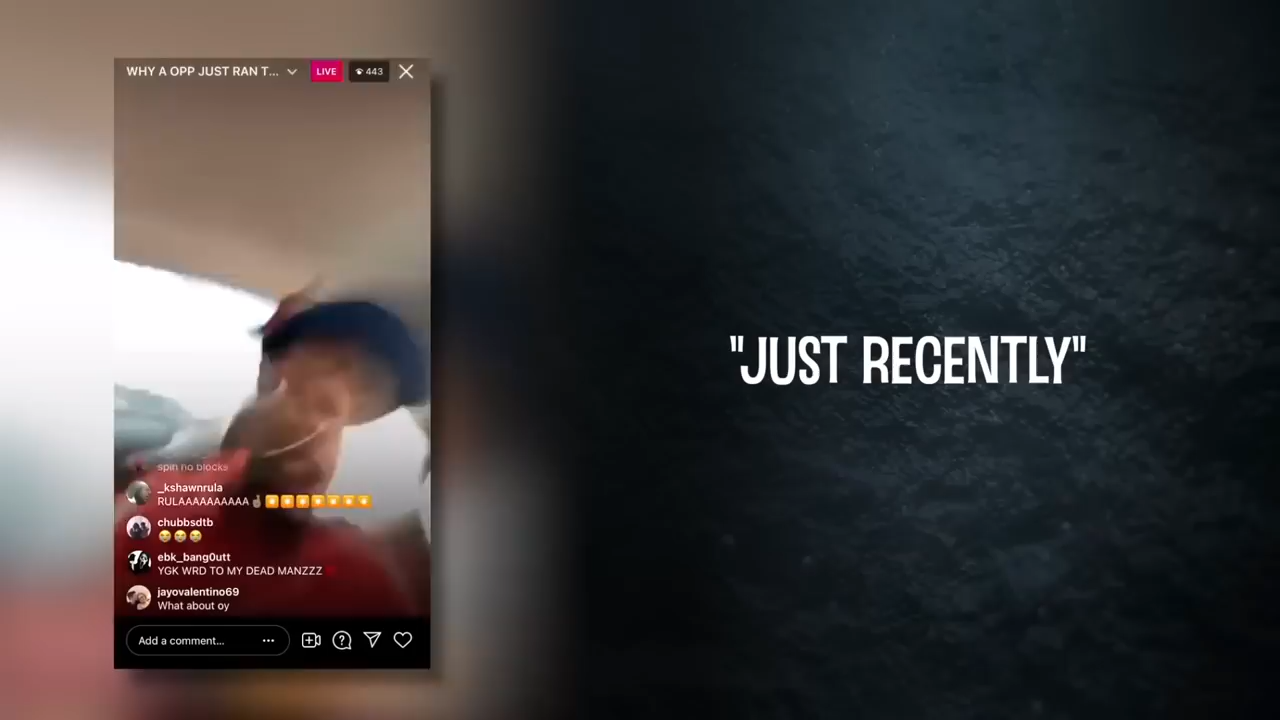 WHY A OPP JUST RAN T...
LIVE
443
spin no blocks
_kshawnrula
RULAAAAAAAAAA
chubbsdtb
ebk_bang0utt
YGK WRD TO MY DEAD MANZZZ
jayovalentino69
What about oy
Add a comment...
"JUST RECENTLY"